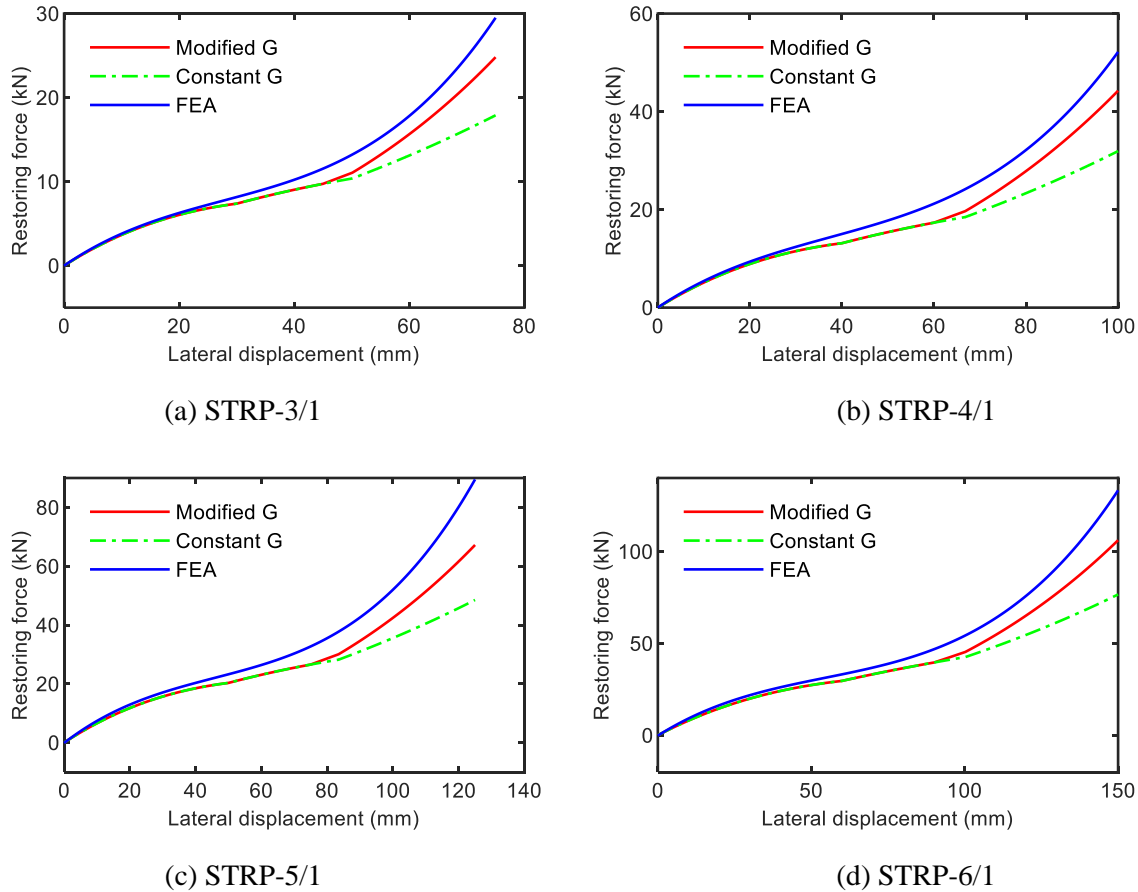 30
20
10
0
Restoring force (kN)
Modified G
Constant G
FEA
0 20 40 60 80
Lateral displacement (mm)
(a) STRP-3/1
60
40
20
0
Restoring force (kN)
Modified G
Constant G
FEA
0 20 40 60 80 100
Lateral displacement (mm)
(b) STRP-4/1
80
60
40
20
0
Restoring force (kN)
Modified G
Constant G
FEA
0 20 40 60 80 100 120 140
Lateral displacement (mm)
(c) STRP-5/1
100
50
0
Restoring force (kN)
Modified G
Constant G
FEA
0 50 100 150
Lateral displacement (mm)
(d) STRP-6/1